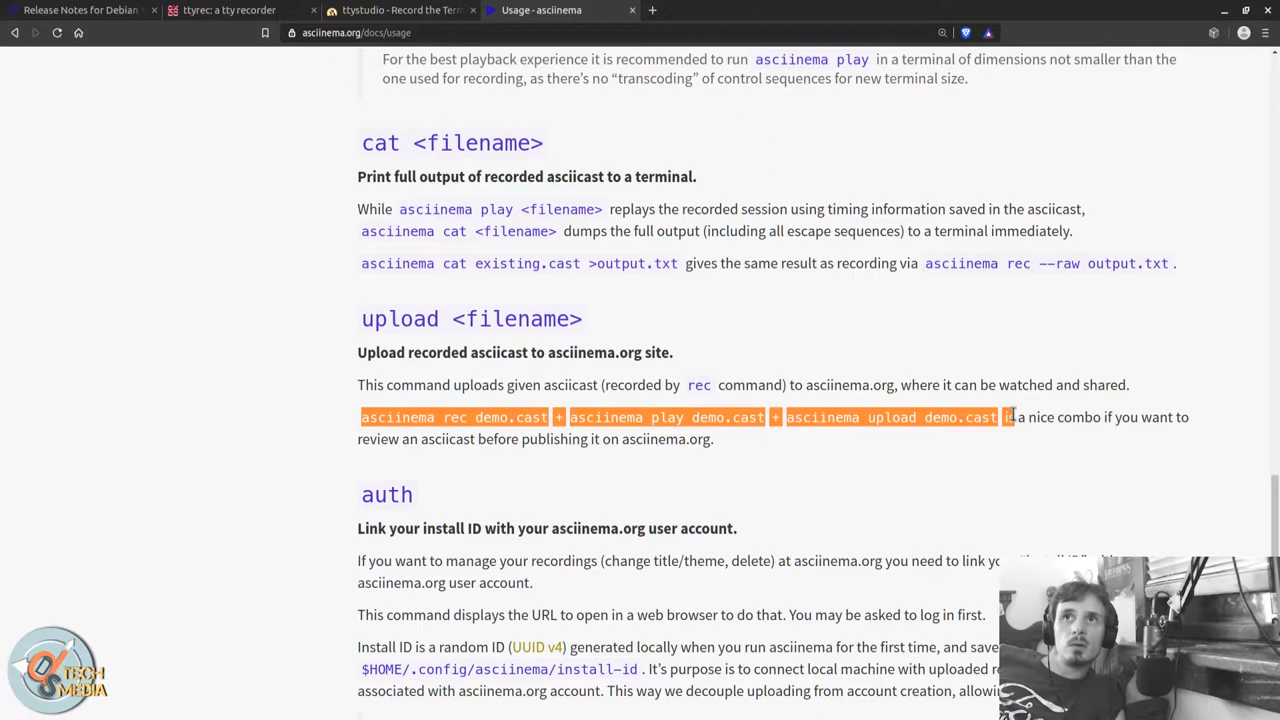 Release Notes for Debian
ttyrec: a tty recorder
ttystudio - Record the Terr
Usage - asciinema
asciinema.org/docs/usage
For the best playback experience it is recommended to run asciinema play in a terminal of dimensions not smaller than the
one used for recording, as there's no “transcoding” of control sequences for new terminal size.
cat <filename>
Print full output of recorded asciicast to a terminal.
While asciinema play <filename> replays the recorded session using timing information saved in the asciicast,
asciinema cat <filename> dumps the full output (including all escape sequences) to a terminal immediately.
asciinema cat existing.cast >output.txt gives the same result as recording via asciinema rec --raw output.txt.
upload <filename>
Upload recorded asciicast to asciinema.org site.
This command uploads given asciicast (recorded by rec command) to asciinema.org, where it can be watched and shared.
asciinema rec demo.cast + asciinema play demo.cast + asciinema upload demo.cast is a nice combo if you want to
review an asciicast before publishing it on asciinema.org.
auth
Link your install ID with your asciinema.org user account.
If you want to manage your recordings (change title/theme, delete) at asciinema.org you need to link
asciinema.org user account.
This command displays the URL to open in a web browser to do that. You may be asked to log in first.
Install ID is a random ID (UUID v4) generated locally when you run asciinema for the first time, and save
$HOME/.config/asciinema/install-id. It's purpose is to connect local machine with uploaded
associated with asciinema.org account. This way we decouple uploading from account creation,
TECH
MEDIA